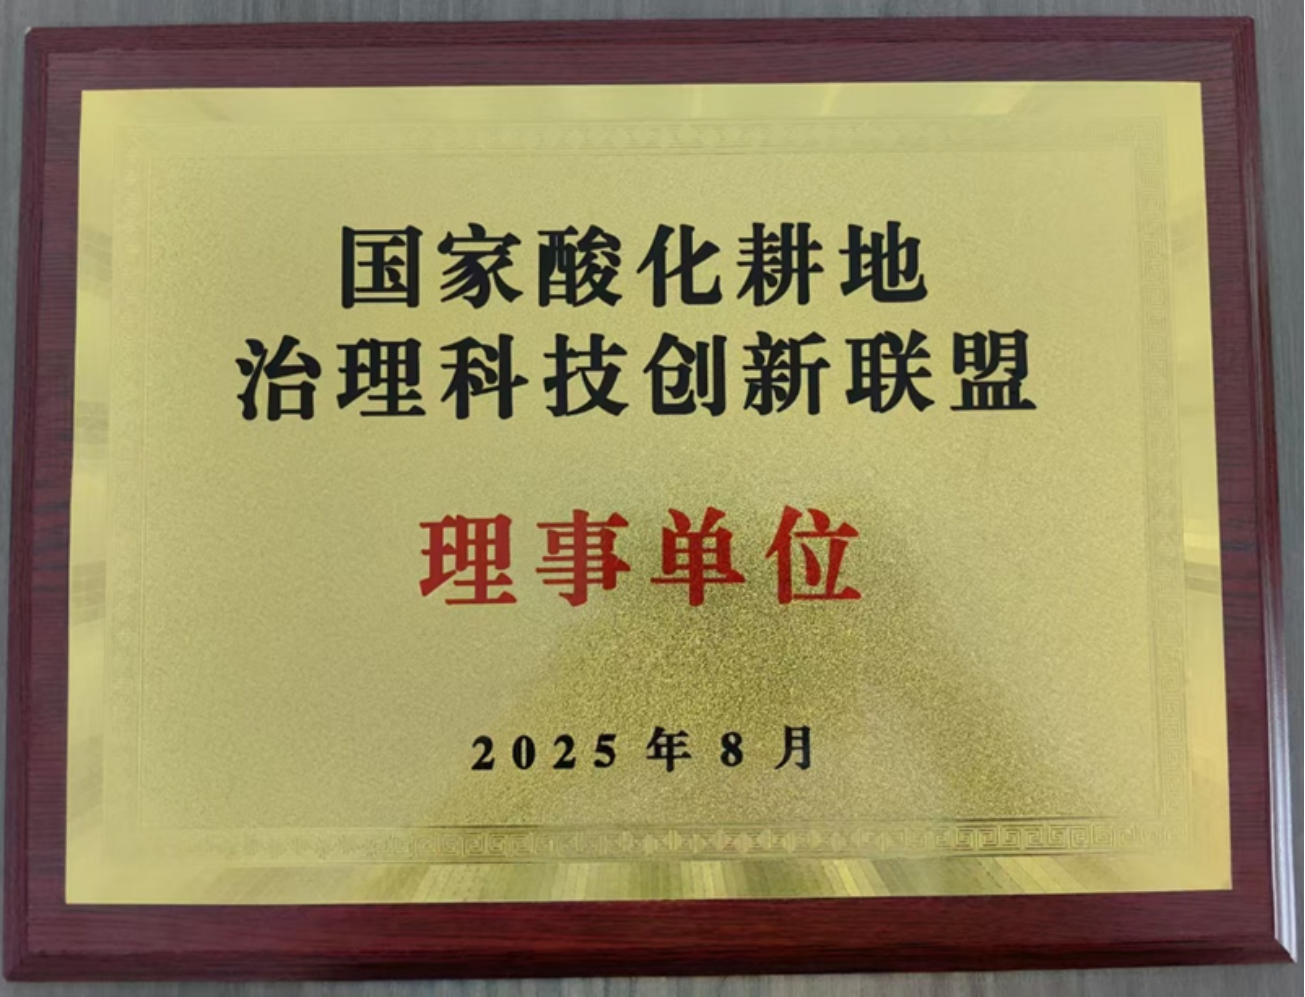 国家酸化耕地
治理科技创新联盟
理事单位
2025年8月